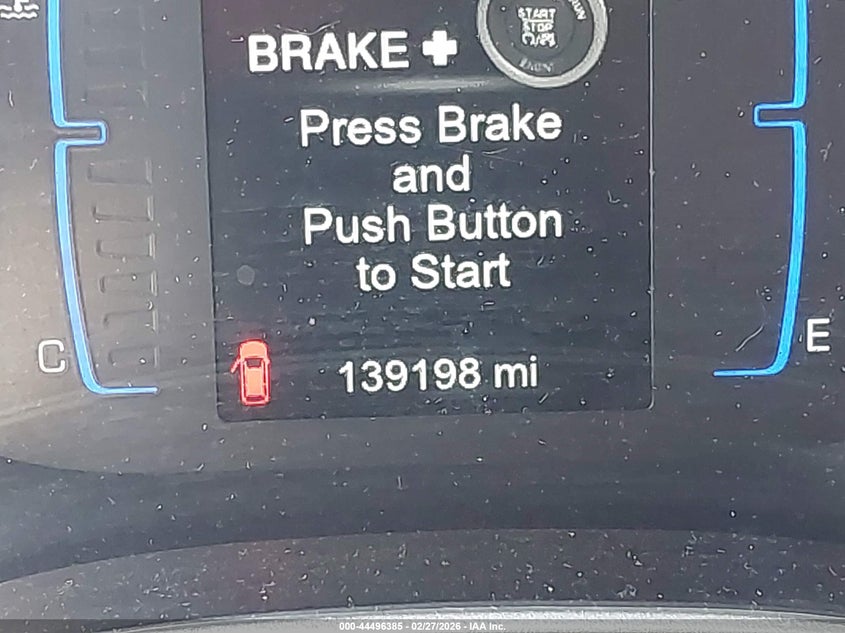 BRAKE
START
STOP
RUN
Press Brake
and
Push Button
to Start
C
E
139198 mi
000-44496385 - 02/27/2026 - IAA Inc.